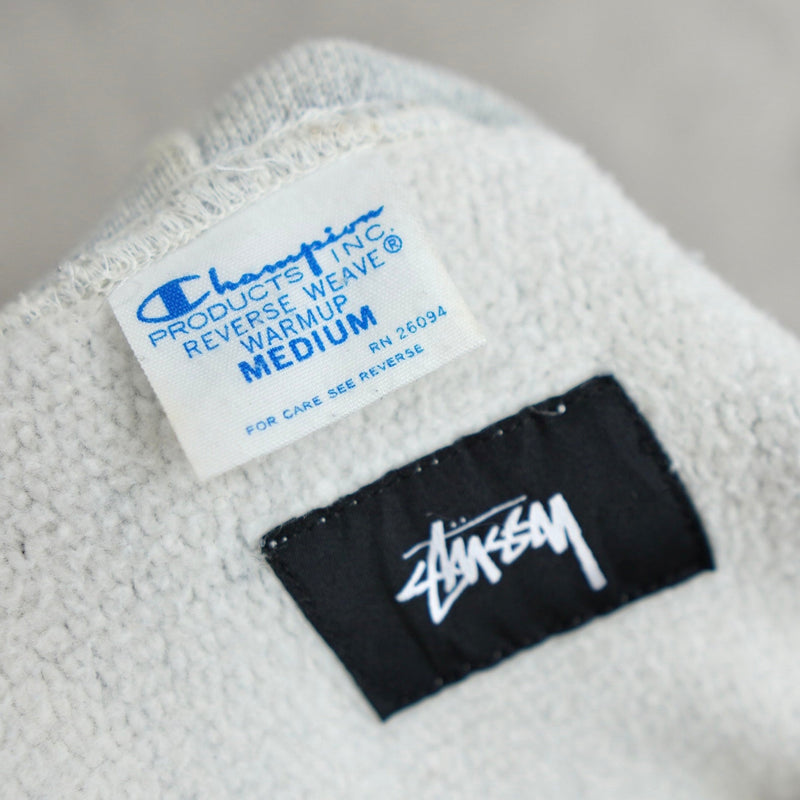 Champion
PRODUCTS INC.
REVERSE WEAVE®
WARMUP
MEDIUM
RN 26094
FOR CARE SEE REVERSE
Stüssy